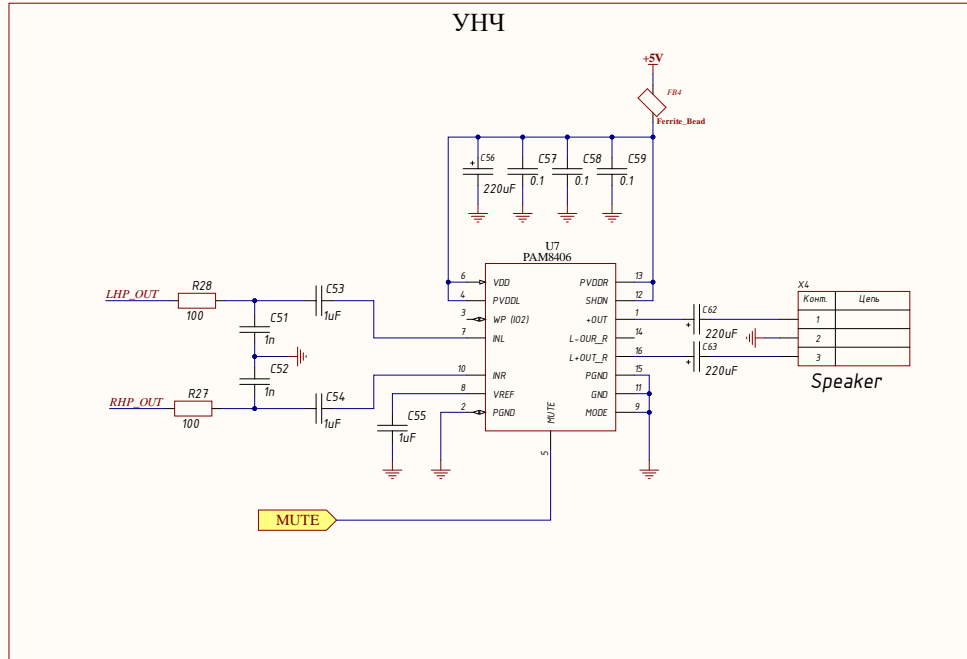 УНЧ
+5V
FB4
Ferrite_Bead
+ C56
220uF
C57
0.1
C58
0.1
C59
0.1
U7
PAM8406
6 VDD
4 PVDDL
3 WP (IO2)
7 INL
10 INR
8 VREF
2 PGND
PVDDR 13
SHDN 12
+OUT 1
L-OUR_R 14
L+OUT_R 16
PGND 15
GND 11
MODE 9
MUTE
5
LHP_OUT
R28
100
C53
1uF
C51
1n
C52
1n
RHP_OUT
R27
100
C54
1uF
C55
1uF
+ C62
220uF
+ C63
220uF
X4
Конт. Цепь
1
2
3
Speaker
MUTE